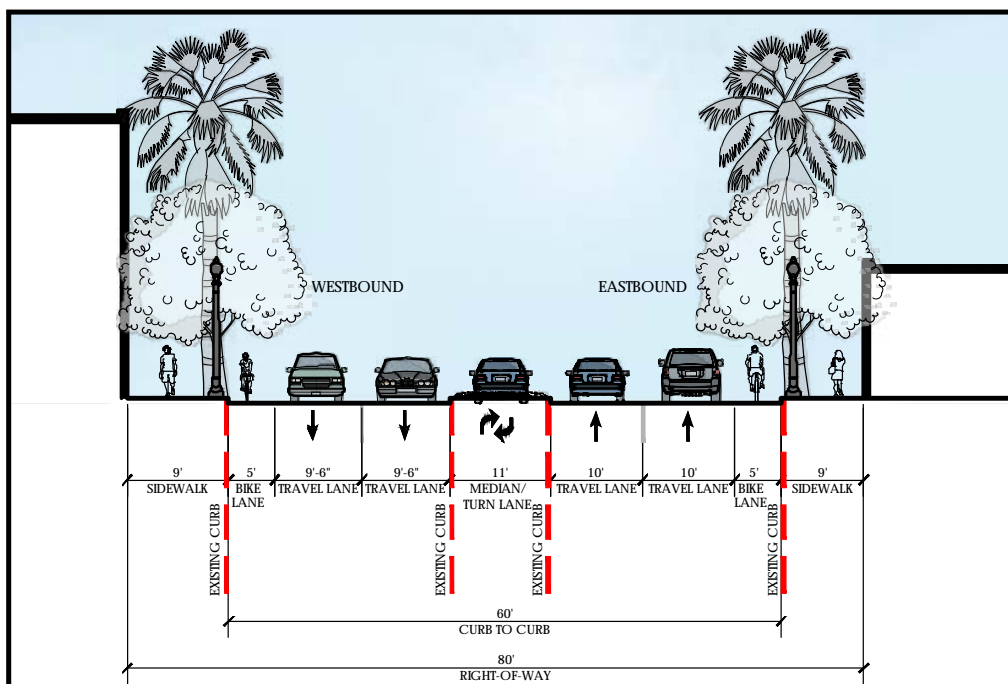 WESTBOUND
EASTBOUND
9'
SIDEWALK
5'
BIKE
LANE
9'-6"
TRAVEL LANE
9'-6"
TRAVEL LANE
11'
MEDIAN/
TURN LANE
10'
TRAVEL LANE
10'
TRAVEL LANE
5'
BIKE
LANE
9'
SIDEWALK
EXISTING CURB
EXISTING CURB
EXISTING CURB
EXISTING CURB
60'
CURB TO CURB
80'
RIGHT-OF-WAY